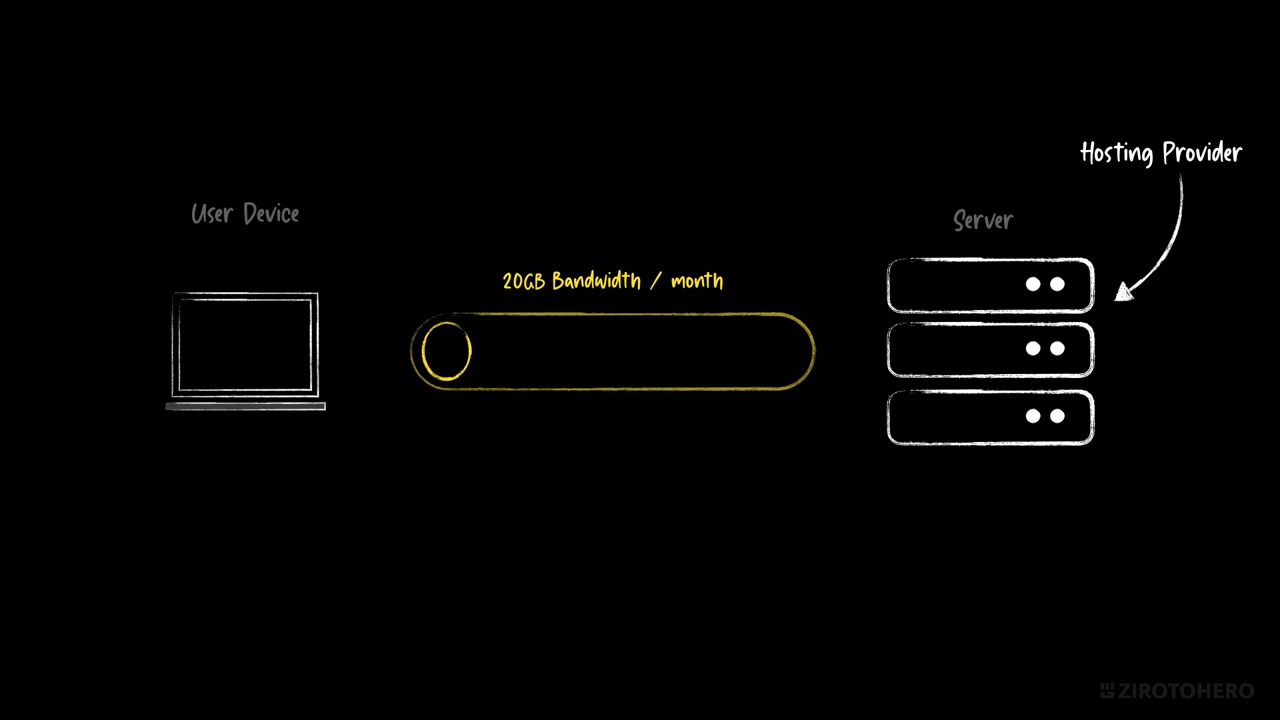 Hosting Provider
User Device
Server
20GB Bandwidth / month
ZIROTOHERO